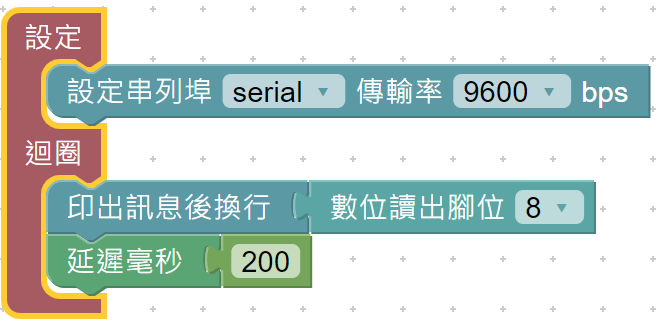 設定
設定串列埠 serial 傳輸率 9600 bps
迴圈
印出訊息後換行 數位讀出腳位 8
延遲毫秒 200